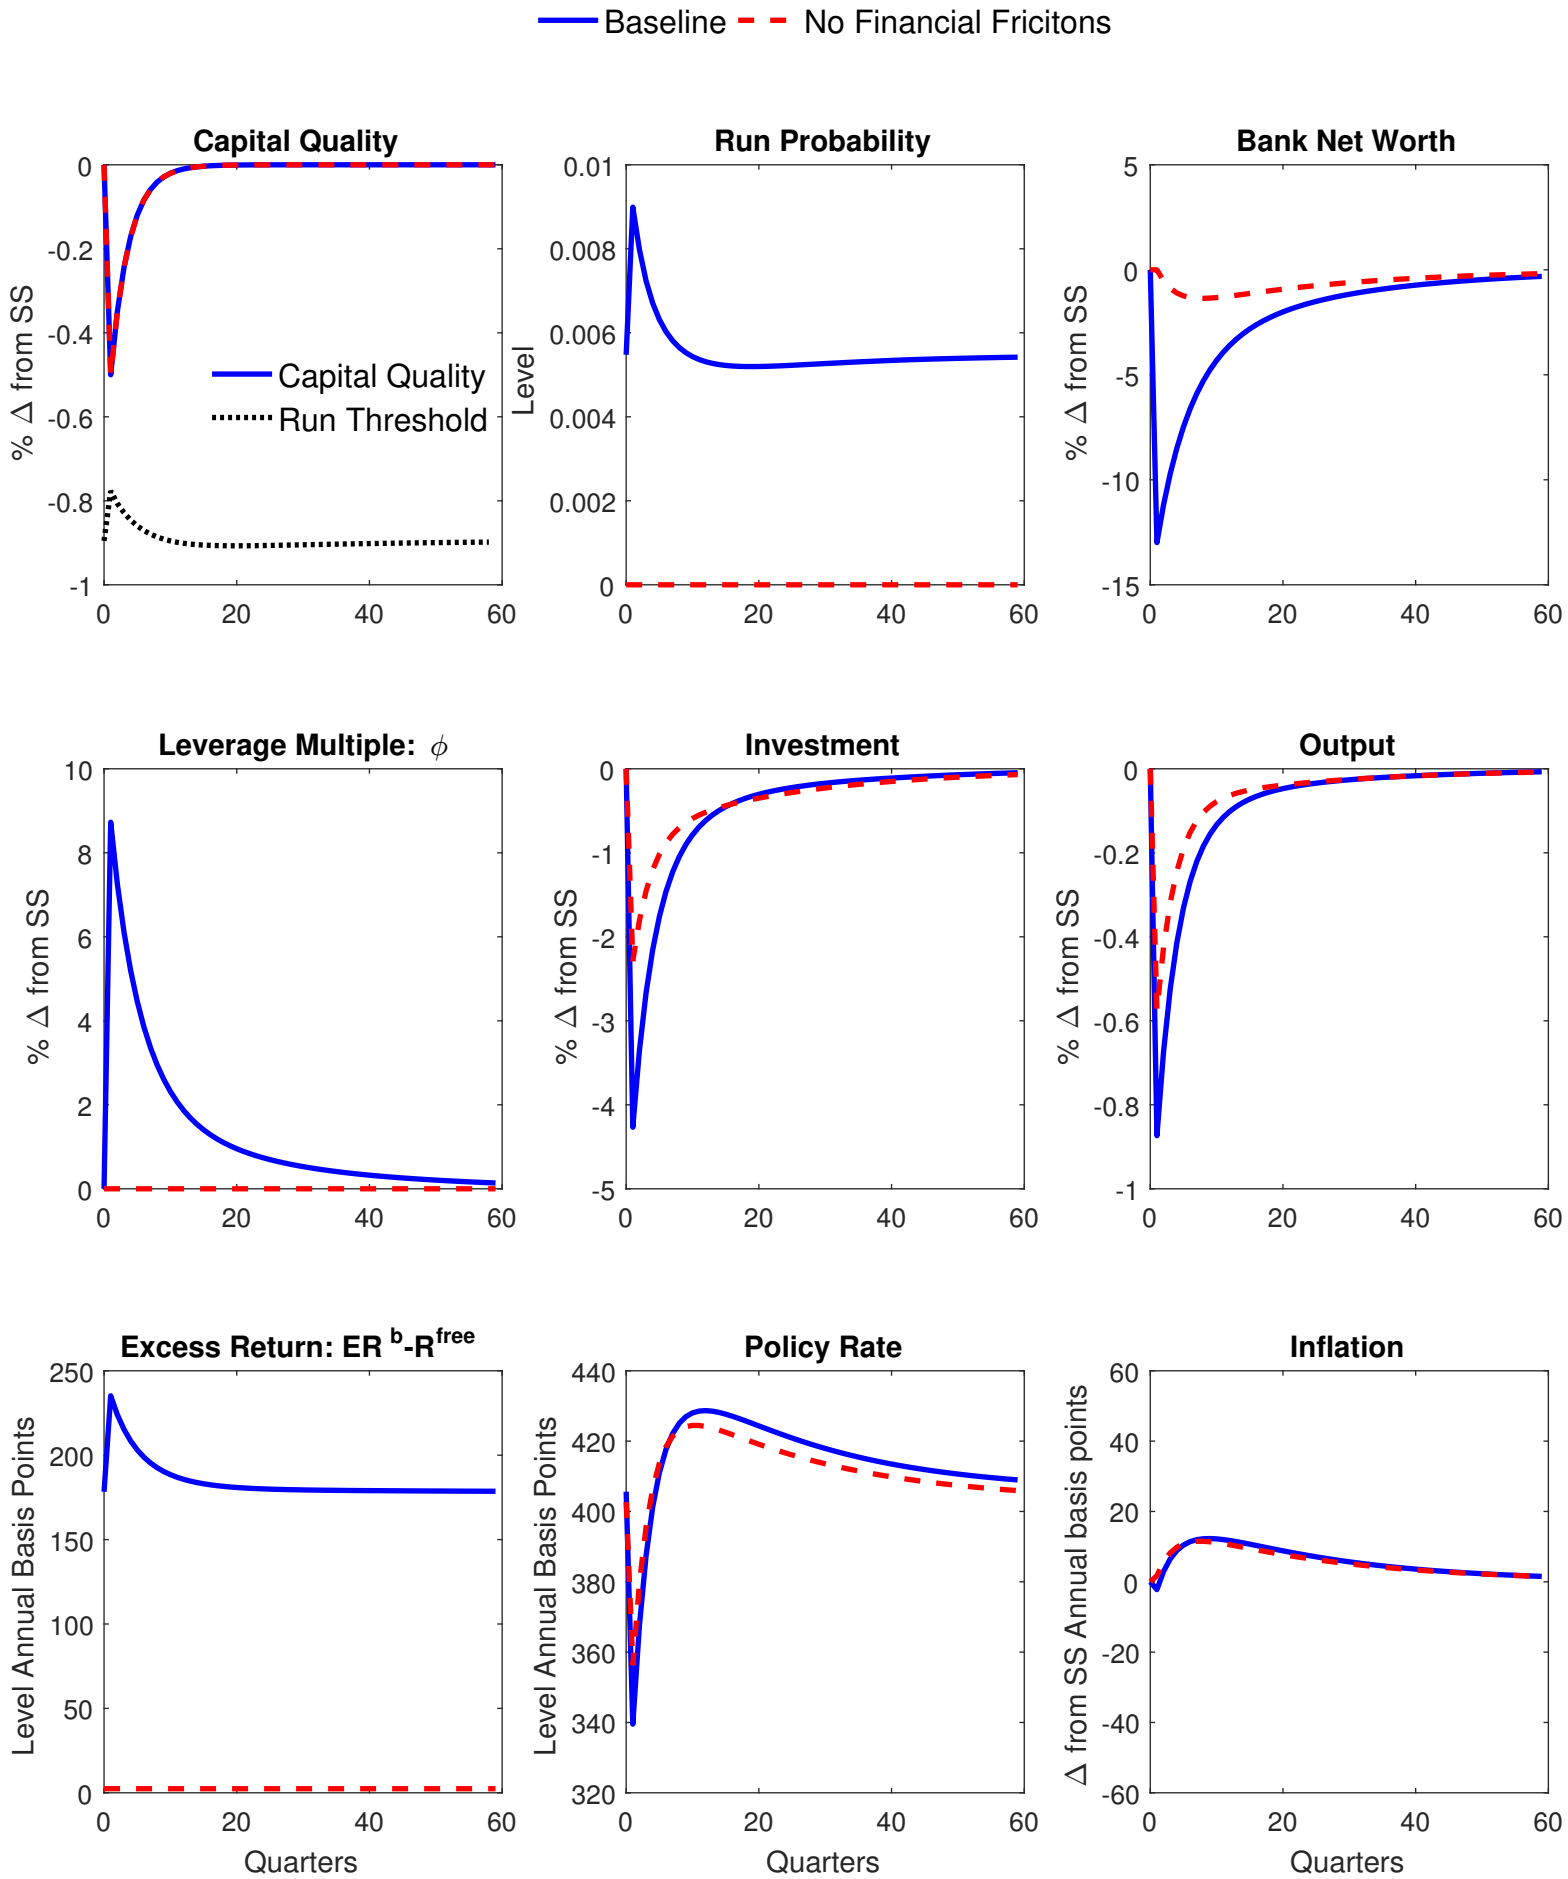 Baseline No Financial Fricitons
Capital Quality
Run Probability
Bank Net Worth
% Δ from SS
0
-0.2
-0.4
-0.6
-0.8
-1
0 20 40 60
Capital Quality
Run Threshold
Level
0.01
0.008
0.006
0.004
0.002
0
0 20 40 60
% Δ from SS
5
0
-5
-10
-15
0 20 40 60
Leverage Multiple: ϕ
Investment
Output
% Δ from SS
10
8
6
4
2
0
0 20 40 60
% Δ from SS
0
-1
-2
-3
-4
-5
0 20 40 60
% Δ from SS
0
-0.2
-0.4
-0.6
-0.8
-1
0 20 40 60
Excess Return: ER b-Rfree
Policy Rate
Inflation
Level Annual Basis Points
250
200
150
100
50
0
0 20 40 60
Quarters
Level Annual Basis Points
440
420
400
380
360
340
320
0 20 40 60
Quarters
Δ from SS Annual basis points
60
40
20
0
-20
-40
-60
0 20 40 60
Quarters